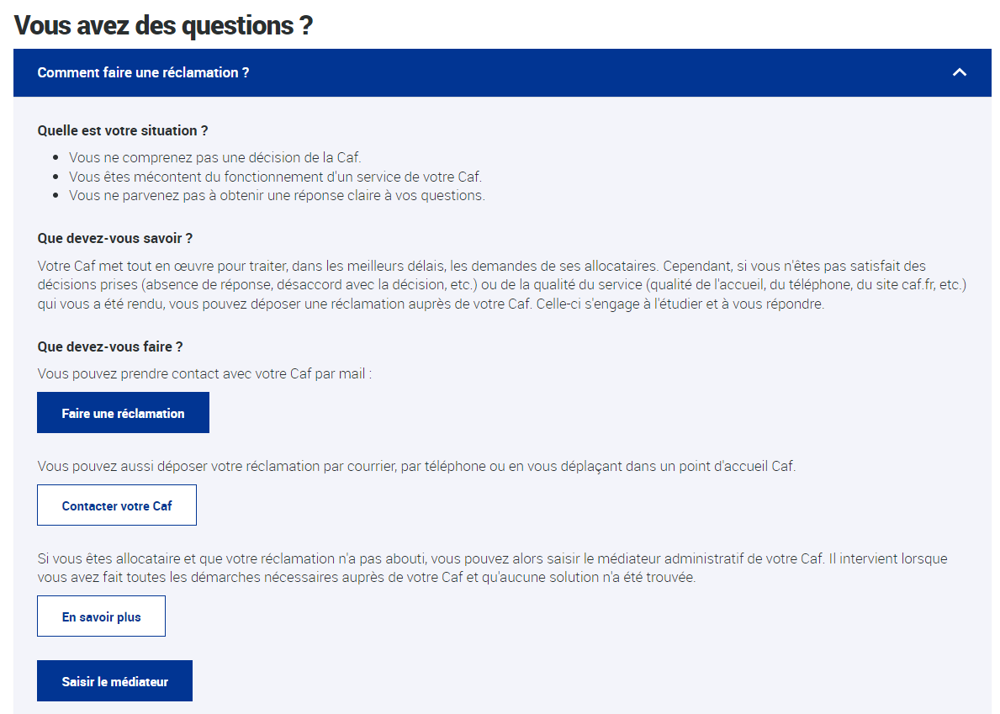 Vous avez des questions ?
Comment faire une réclamation ?
Quelle est votre situation ?
Vous ne comprenez pas une décision de la Caf.
Vous êtes mécontent du fonctionnement d'un service de votre Caf.
Vous ne parvenez pas à obtenir une réponse claire à vos questions.
Que devez-vous savoir ?
Votre Caf met tout en œuvre pour traiter, dans les meilleurs délais, les demandes de ses allocataires. Cependant, si vous n'êtes pas satisfait des
décisions prises (absence de réponse, désaccord avec la décision, etc.) ou de la qualité du service (qualité de l'accueil, du téléphone, du site caf.fr, etc.)
qui vous a été rendu, vous pouvez déposer une réclamation auprès de votre Caf. Celle-ci s'engage à l'étudier et à vous répondre.
Que devez-vous faire ?
Vous pouvez prendre contact avec votre Caf par mail :
Faire une réclamation
Vous pouvez aussi déposer votre réclamation par courrier, par téléphone ou en vous déplaçant dans un point d'accueil Caf.
Contacter votre Caf
Si vous êtes allocataire et que votre réclamation n'a pas abouti, vous pouvez alors saisir le médiateur administratif de votre Caf. Il intervient lorsque
vous avez fait toutes les démarches nécessaires auprès de votre Caf et qu'aucune solution n'a été trouvée.
En savoir plus
Saisir le médiateur